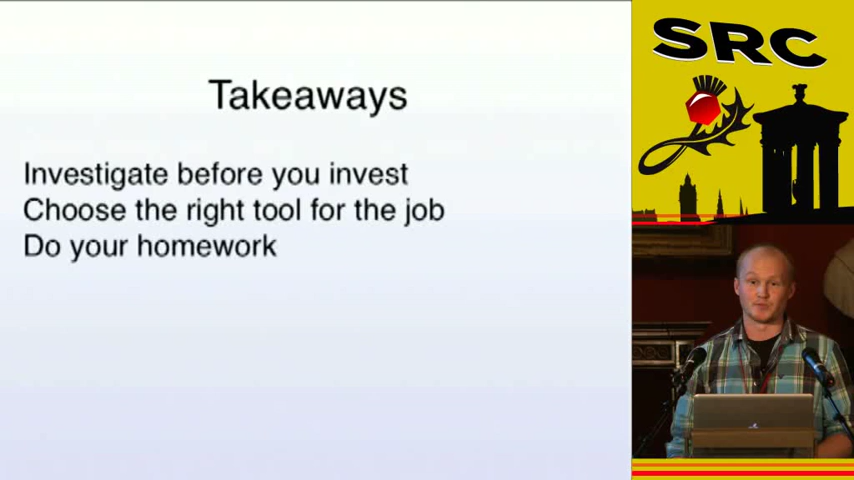 Takeaways
Investigate before you invest
Choose the right tool for the job
Do your homework
SRC